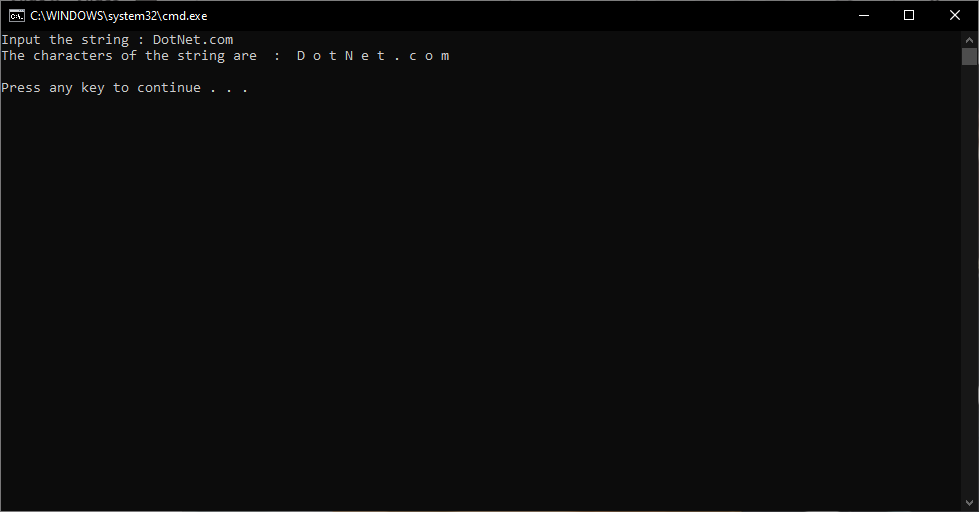 C:\WINDOWS\system32\cmd.exe
Input the string : DotNet.com
The characters of the string are  :  D o t N e t . c o m
Press any key to continue . . .